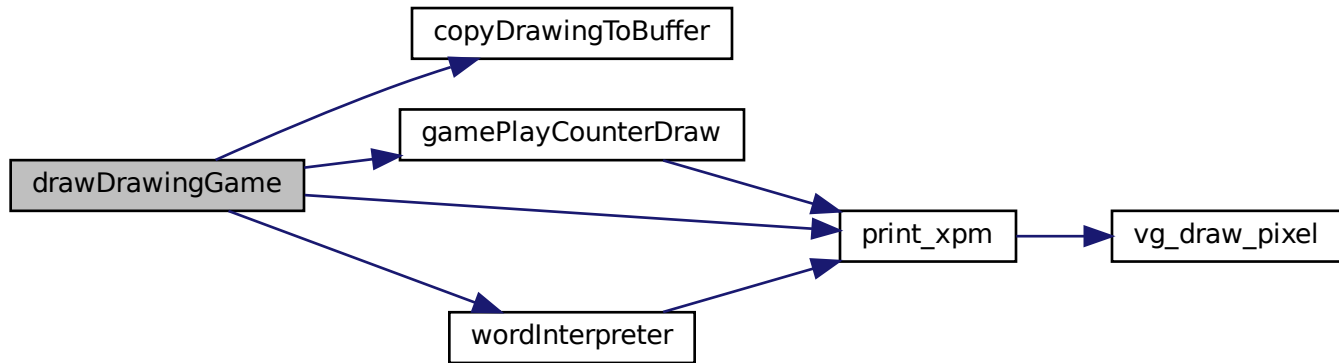 copyDrawingToBuffer
gamePlayCounterDraw
drawDrawingGame
print_xpm
vg_draw_pixel
wordInterpreter